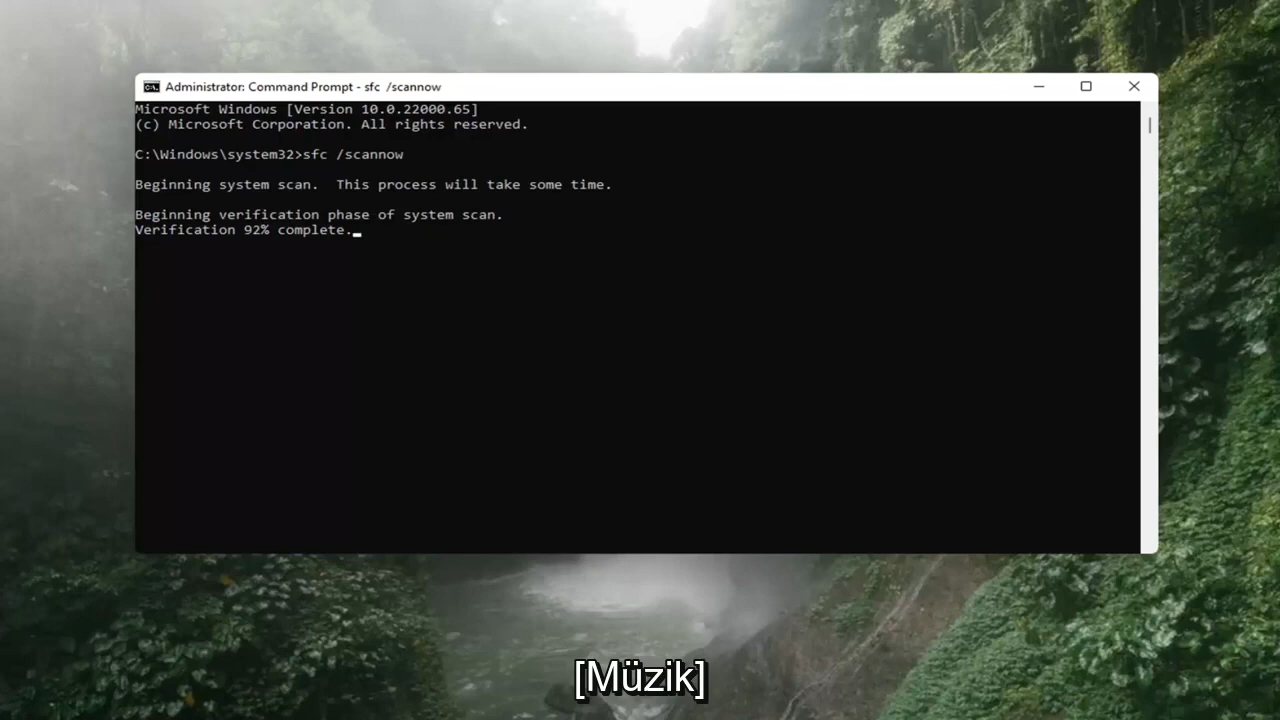 Administrator: Command Prompt - sfc /scannow
Microsoft Windows [Version 10.0.22000.65]
(c) Microsoft Corporation. All rights reserved.
C:\Windows\system32>sfc /scannow
Beginning system scan.  This process will take some time.
Beginning verification phase of system scan.
Verification 92% complete.
[Müzik]